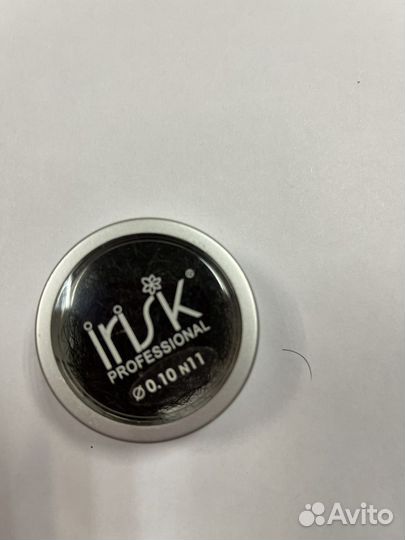 irisk®
PROFESSIONAL
Ø 0.10 N11
Avito